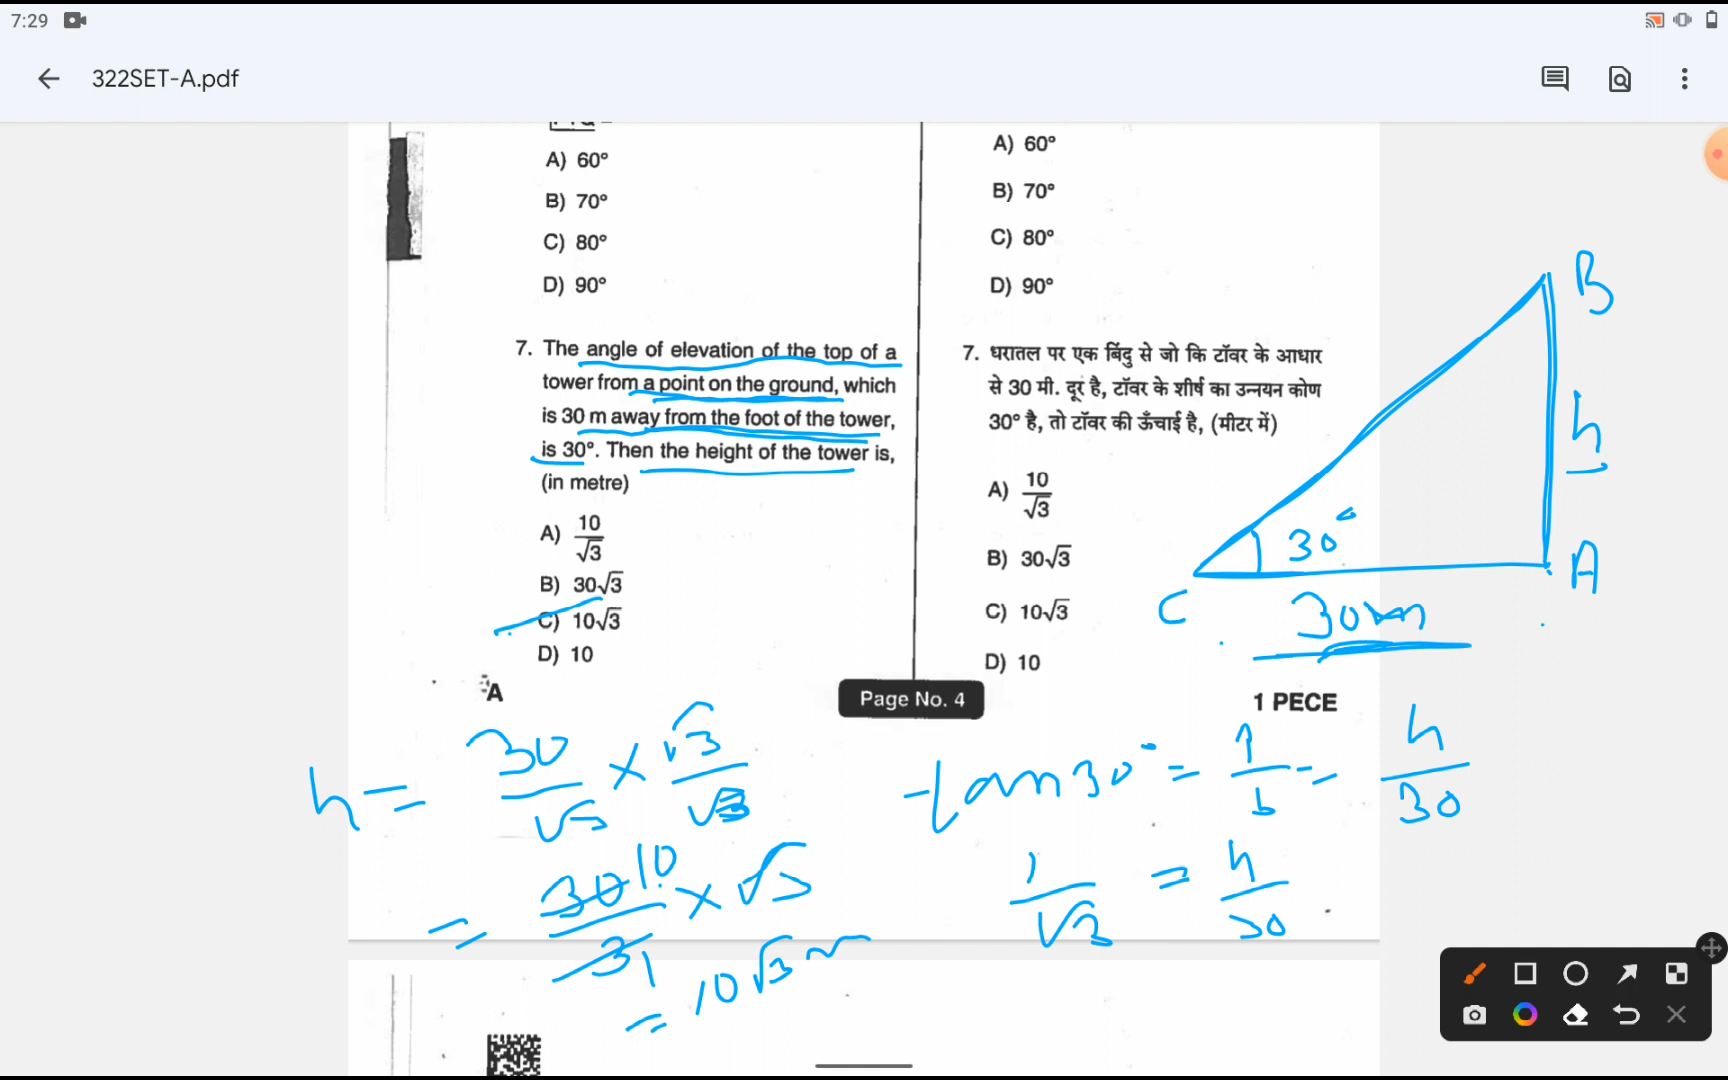 7:29
322SET-A.pdf
A) 60°
B) 70°
C) 80°
D) 90°
7. The angle of elevation of the top of a
tower from a point on the ground, which
is 30 m away from the foot of the tower,
is 30°. Then the height of the tower is,
(in metre)
A) 10/√3
B) 30√3
C) 10√3
D) 10
A
A) 60°
B) 70°
C) 80°
D) 90°
7. धरातल पर एक बिंदु से जो कि टॉवर के आधार
से 30 मी. दूर है, टॉवर के शीर्ष का उन्नयन कोण
30° है, तो टॉवर की ऊँचाई है, (मीटर में)
A) 10/√3
B) 30√3
C) 10√3
D) 10
Page No. 4
1 PECE
B
h
30°
A
C
30m
tan30° = 1/b = h/30
1/√3 = h/30
h = 30/√3 × √3/√3
= 30 10/3 1 × √3
= 10√3 m